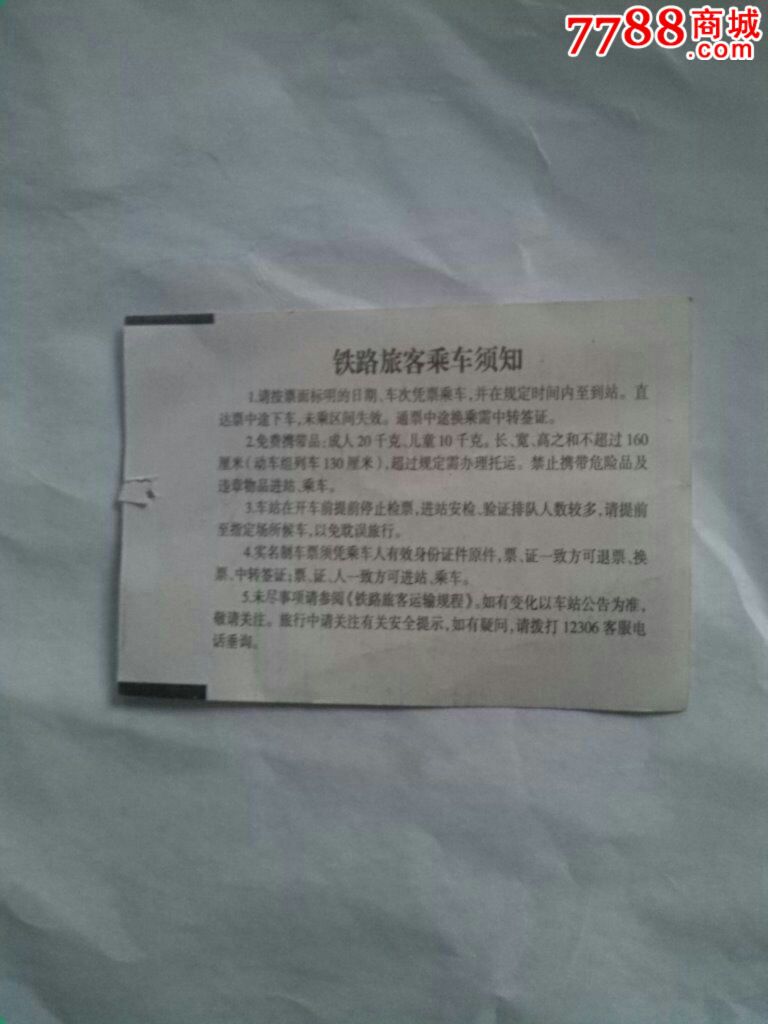 7788商城
.com
铁路旅客乘车须知
1.请按票面标明的日期、车次凭票乘车,并在规定时间内至到站。直
达票中途下车,未乘区间失效。通票中途换乘需中转签证。
2.免费携带品:成人20千克、儿童10千克。长、宽、高之和不超过160
厘米(动车组列车130厘米),超过规定需办理托运。禁止携带危险品及
违章物品进站、乘车。
3.车站在开车前提前停止检票,进站安检、验证排队人数较多,请提前
至指定场所候车,以免耽误旅行。
4.实名制车票须凭乘车人有效身份证件原件,票、证一致方可退票、换
票、中转签证;票、证、人一致方可进站、乘车。
5.未尽事项请参阅《铁路旅客运输规程》。如有变化以车站公告为准,
敬请关注。旅行中请关注有关安全提示,如有疑问,请拨打12306客服电
话垂询。